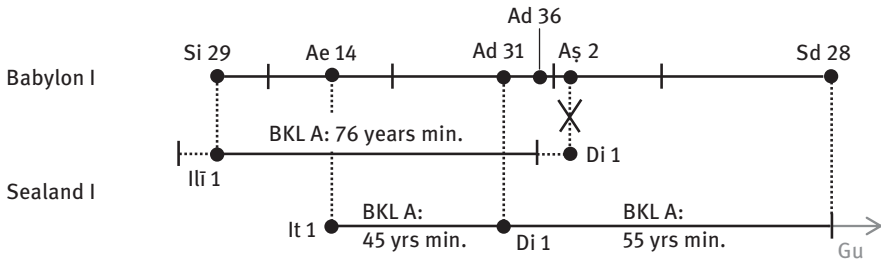 Ad 36
Si 29 Ae 14 Ad 31 Aṣ 2 Sd 28
Babylon I
BKL A: 76 years min.
Ilī 1 Di 1
Sealand I
BKL A: BKL A:
It 1 45 yrs min. Di 1 55 yrs min.
Gu